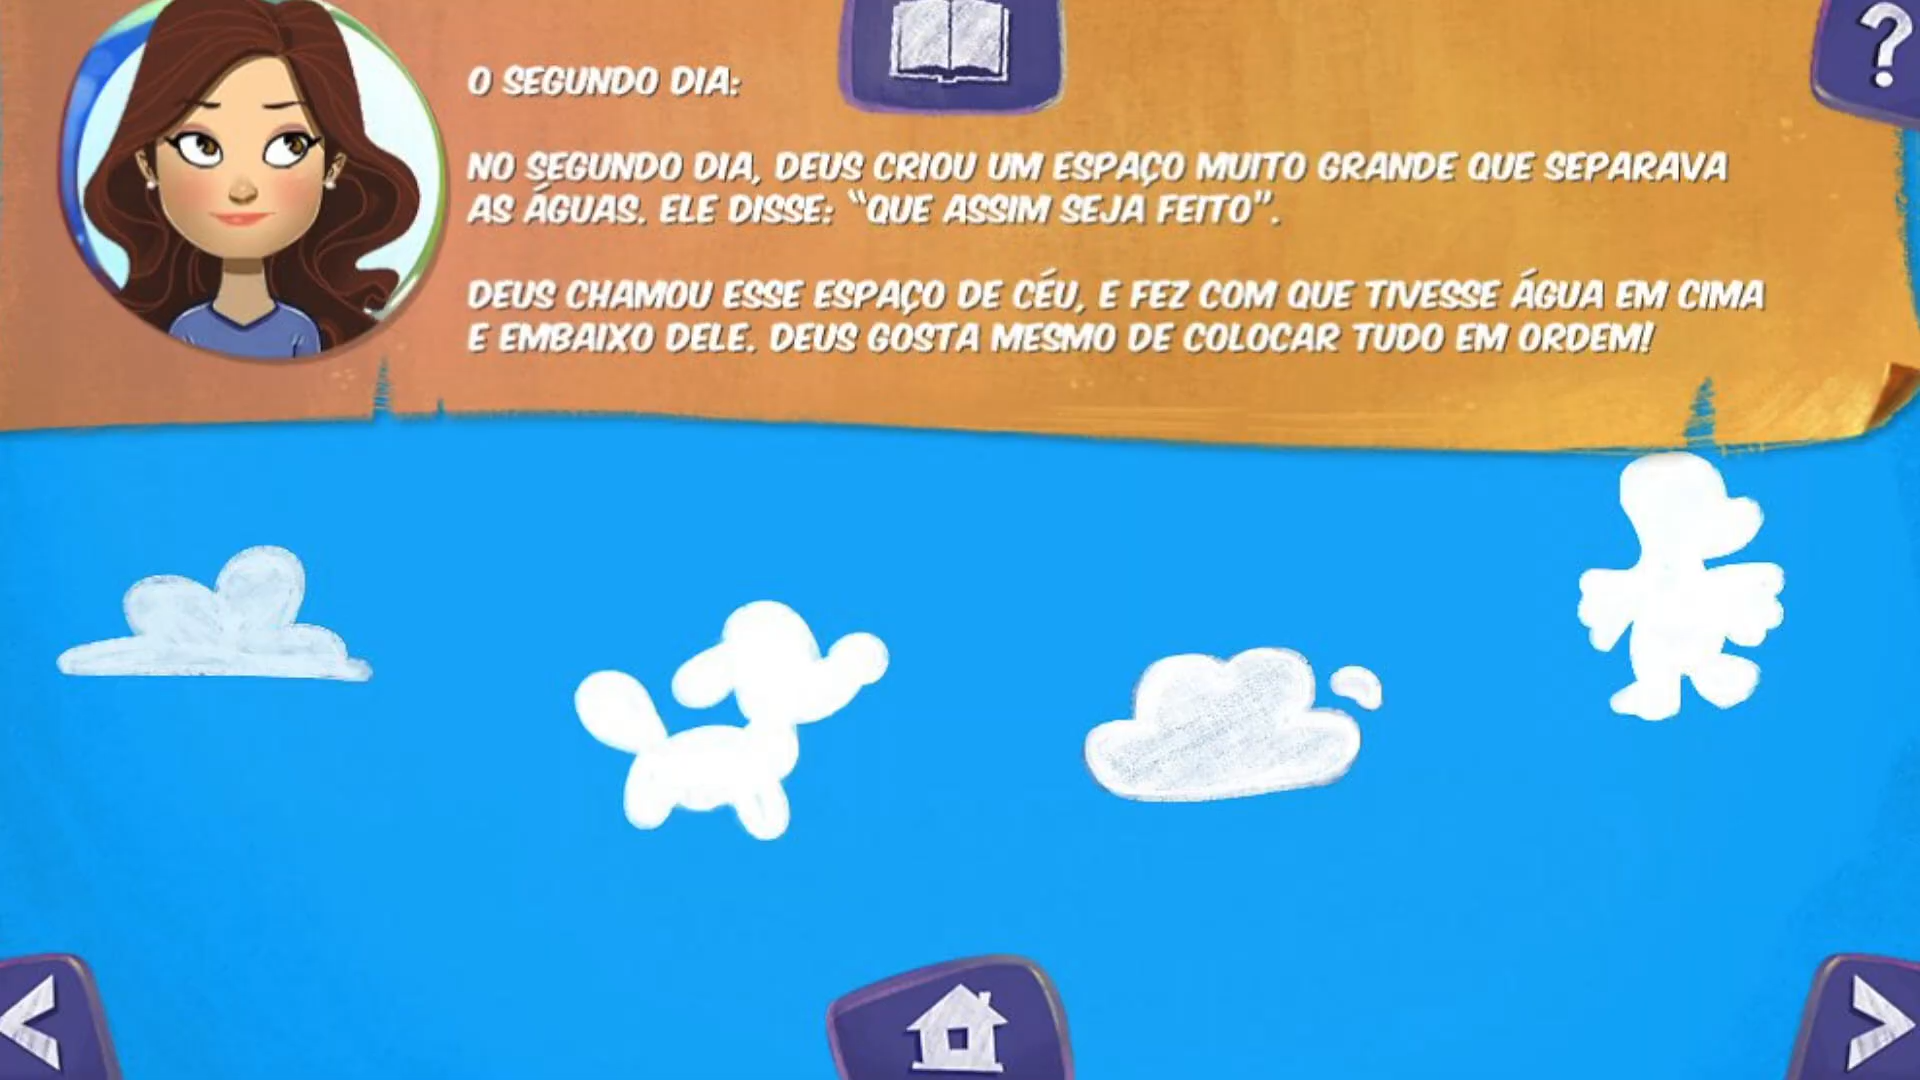 O SEGUNDO DIA:
NO SEGUNDO DIA, DEUS CRIOU UM ESPAÇO MUITO GRANDE QUE SEPARAVA
AS ÁGUAS. ELE DISSE: “QUE ASSIM SEJA FEITO”.
DEUS CHAMOU ESSE ESPAÇO DE CÉU, E FEZ COM QUE TIVESSE ÁGUA EM CIMA
E EMBAIXO DELE. DEUS GOSTA MESMO DE COLOCAR TUDO EM ORDEM!
?